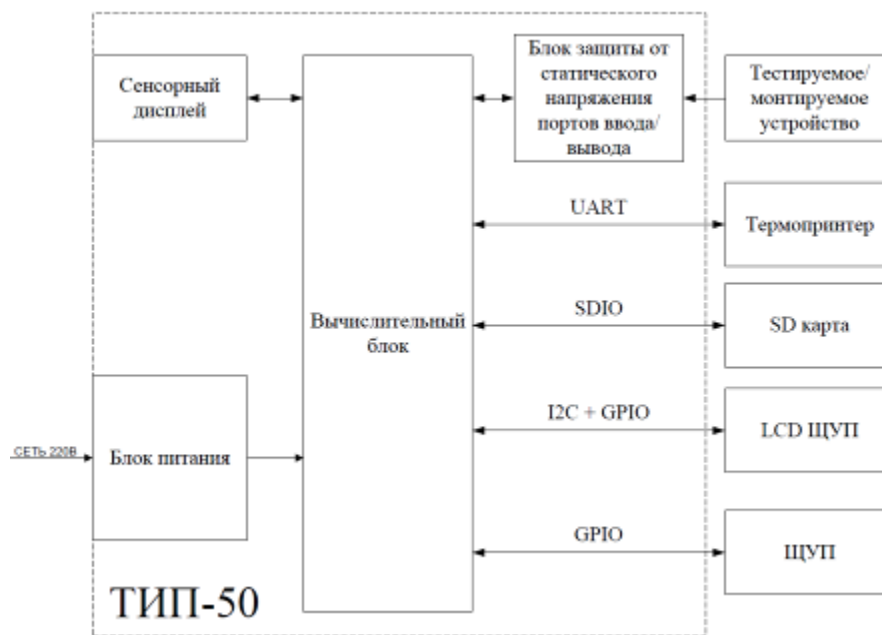 Сенсорный
дисплей
Блок защиты от
статического
напряжения
портов ввода/
вывода
Тестируемое/
монтируемое
устройство
UART
Термопринтер
Вычислительный
блок
SDIO
SD карта
I2C + GPIO
LCD ЩУП
СЕТЬ 220В
Блок питания
GPIO
ЩУП
ТИП-50